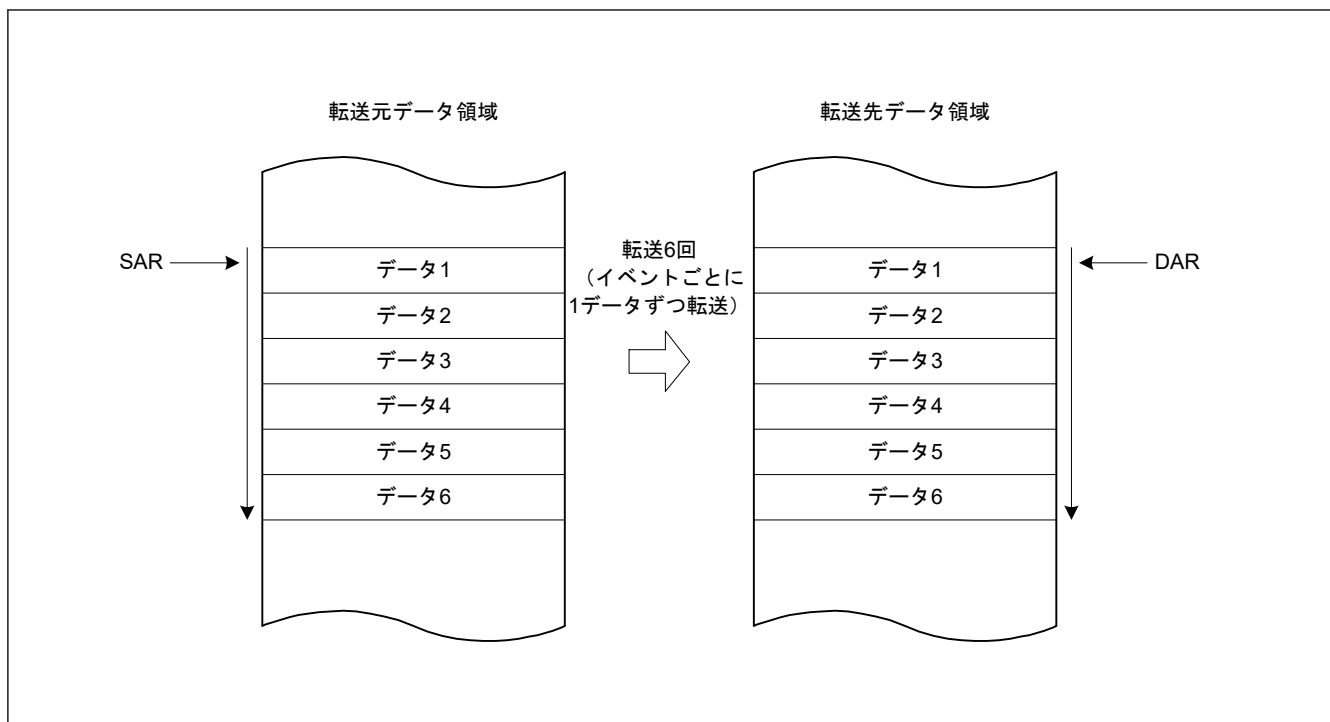 転送元データ領域
転送先データ領域
SAR
データ1
データ2
データ3
データ4
データ5
データ6
転送6回
（イベントごとに
1データずつ転送）
データ1
データ2
データ3
データ4
データ5
データ6
DAR